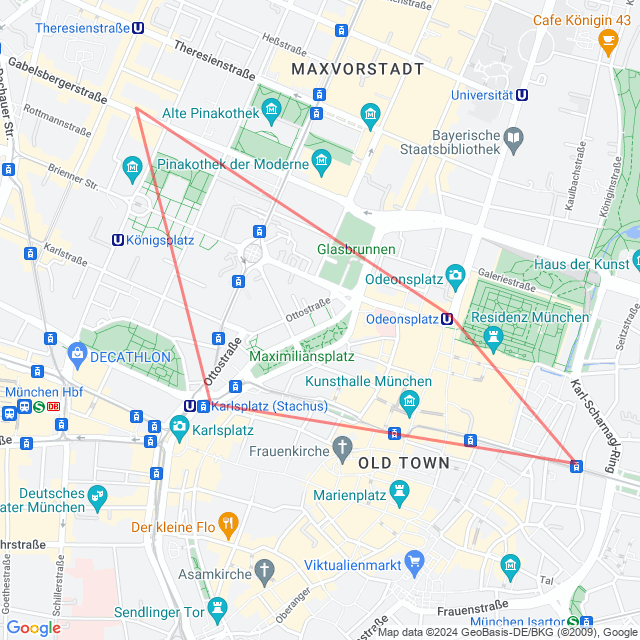 Cafe Königin 43
Theresienstraße
Theresienstraße
Heßstraße
MAXVORSTADT
Gabelsbergerstraße
Dachauer Str.
Universität
Alte Pinakothek
Rottmannstraße
Bayerische
Staatsbibliothek
Pinakothek der Moderne
Brienner Str.
Kaulbachstraße
Königinstraße
Königsplatz
Karlstraße
Glasbrunnen
Haus der Kunst
Odeonsplatz
Galeriestraße
Ottostraße
Odeonsplatz
Residenz München
Seitzstraße
Ottostraße
DECATHLON
Maximiliansplatz
Kunsthalle München
München Hbf
DB
Karlsplatz (Stachus)
Karl-Scharnagl-Ring
Karlsplatz
Frauenkirche
OLD TOWN
Deutsches
ater München
Marienplatz
Der kleine Flo
hrstraße
Viktualienmarkt
Asamkirche
Tal
Goethestraße
Schillerstraße
Oberanger
Sendlinger Tor
Frauenstraße
München Isartor
Google
Map data ©2024 GeoBasis-DE/BKG (©2009), Google